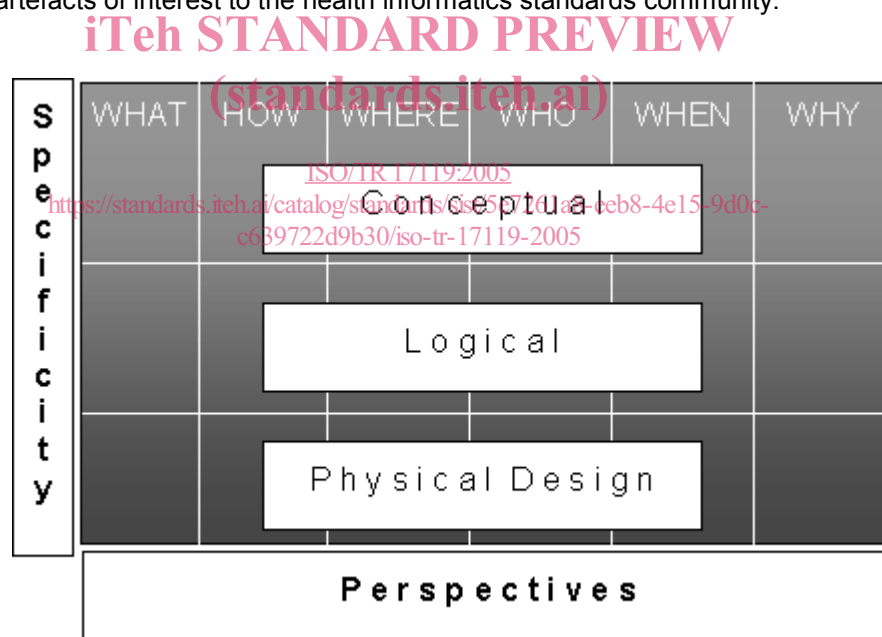 artefacts of interest to the health informatics standards community.
iTeh STANDARD PREVIEW
(standards.iteh.ai)
WHAT HOW WHERE WHO WHEN WHY
ISO/TR 17119:2005
Conceptual
c639722d9b30/iso-tr-17119-2005
Logical
Physical Design
Specificity
Perspectives